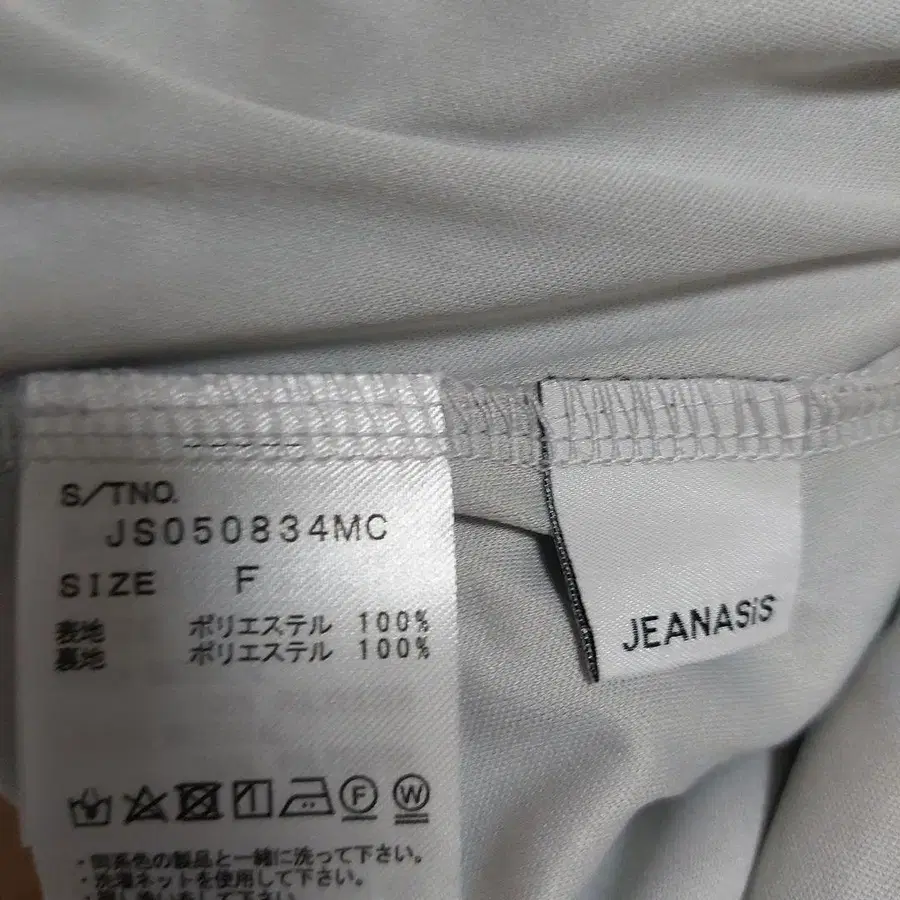 S/TNO.
JS050834MC
SIZE F
表地 ポリエステル 100%
裏地 ポリエステル 100%
F W
・同系色の製品と一緒に洗って下さい。
・洗濯ネットを使用して下さい。
JEANASiS